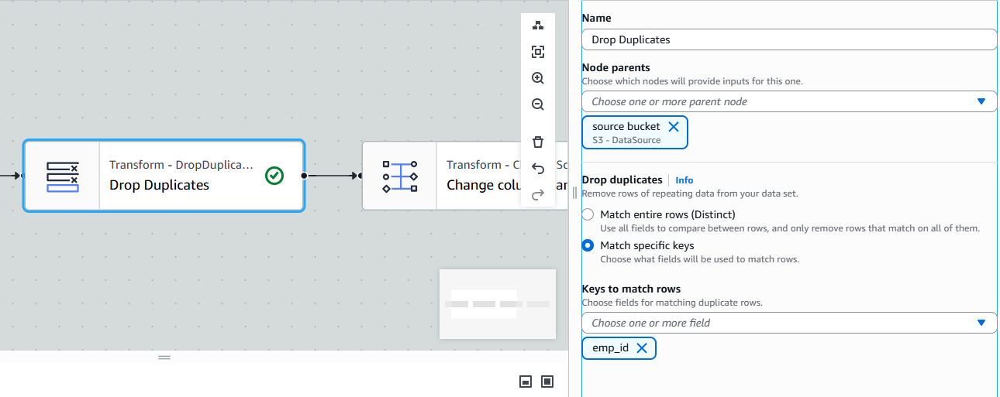 Transform - DropDuplica...
Drop Duplicates
Transform - C
Sc
Change colu
an
Name
Drop Duplicates
Node parents
Choose which nodes will provide inputs for this one.
Choose one or more parent node
source bucket
S3 - DataSource
Drop duplicates
Info
Remove rows of repeating data from your data set.
Match entire rows (Distinct)
Use all fields to compare between rows, and only remove rows that match on all of them.
Match specific keys
Choose what fields will be used to match rows.
Keys to match rows
Choose fields for matching duplicate rows.
Choose one or more field
emp_id